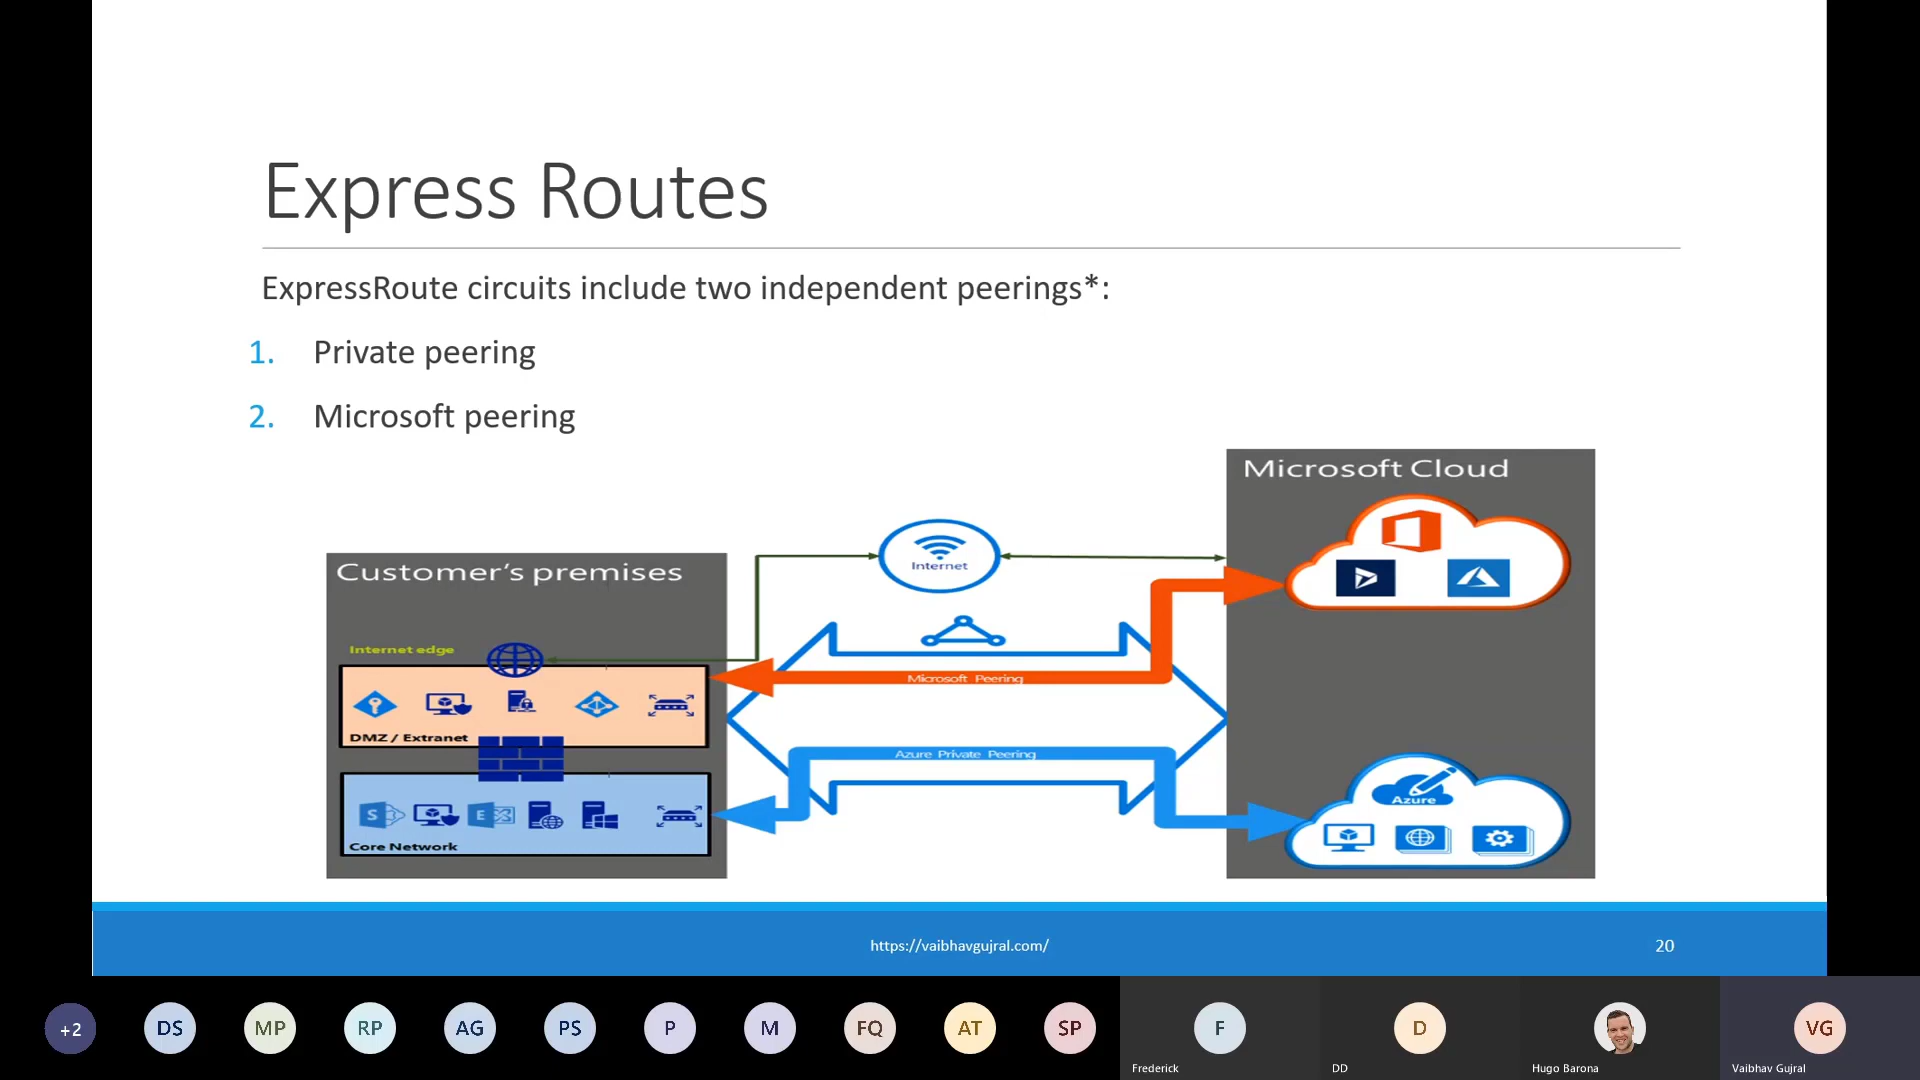 Express Routes
ExpressRoute circuits include two independent peerings*:
1. Private peering
2. Microsoft peering
Microsoft Cloud
Internet
Customer's premises
Internet edge
Microsoft Peering
DMZ / Extranet
Azure Private Peering
Azure
S
E
Core Network
https://vaibhavgujral.com/
20
+2
DS
MP
RP
AG
PS
P
M
FQ
AT
SP
F
D
VG
Frederick
DD
Hugo Barona
Vaibhav Gujral